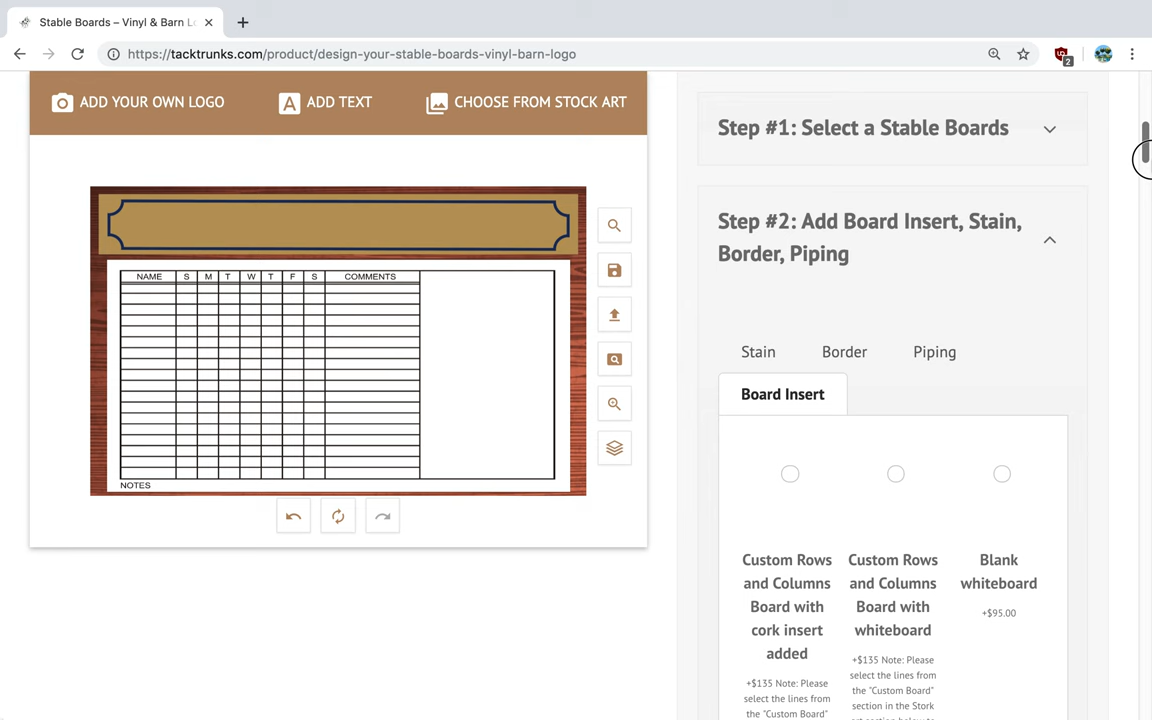 Stable Boards – Vinyl & Barn L
https://tacktrunks.com/product/design-your-stable-boards-vinyl-barn-logo
2
ADD YOUR OWN LOGO
A ADD TEXT
CHOOSE FROM STOCK ART
NAME S M T W T F S COMMENTS
NOTES
Step #1: Select a Stable Boards
Step #2: Add Board Insert, Stain,
Border, Piping
Stain Border Piping
Board Insert
Custom Rows
and Columns
Board with
cork insert
added
+$135 Note: Please
select the lines from
the "Custom Board"
Custom Rows
and Columns
Board with
whiteboard
+$135 Note: Please
select the lines from
the "Custom Board"
section in the Stork
Blank
whiteboard
+$95.00